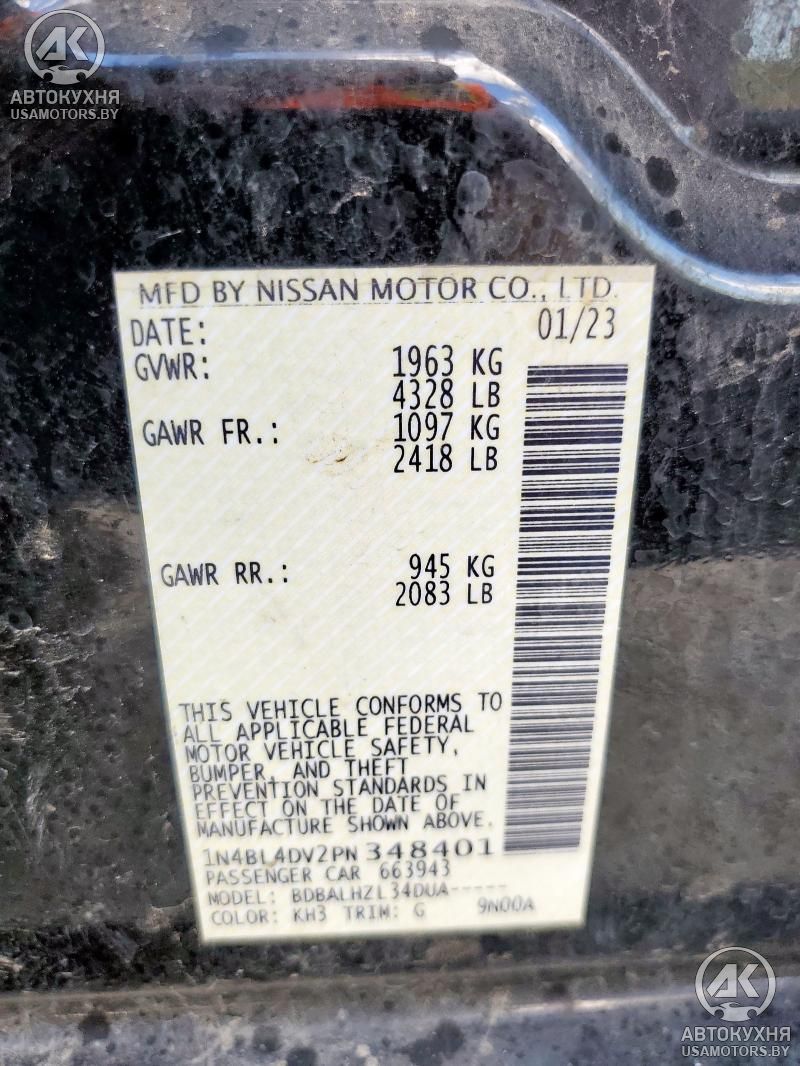 АВТОКУХНЯ
USAMOTORS.BY
MFD BY NISSAN MOTOR CO., LTD.
DATE: 01/23
GVWR: 1963 KG
4328 LB
GAWR FR.: 1097 KG
2418 LB
GAWR RR.: 945 KG
2083 LB
THIS VEHICLE CONFORMS TO
ALL APPLICABLE FEDERAL
MOTOR VEHICLE SAFETY,
BUMPER, AND THEFT
PREVENTION STANDARDS IN
EFFECT ON THE DATE OF
MANUFACTURE SHOWN ABOVE.
1N4BL4DV2PN348401
PASSENGER CAR 663943
MODEL: BDBALHZL34DUA-----
COLOR: KH3 TRIM: G 9N00A
АВТОКУХНЯ
USAMOTORS.BY